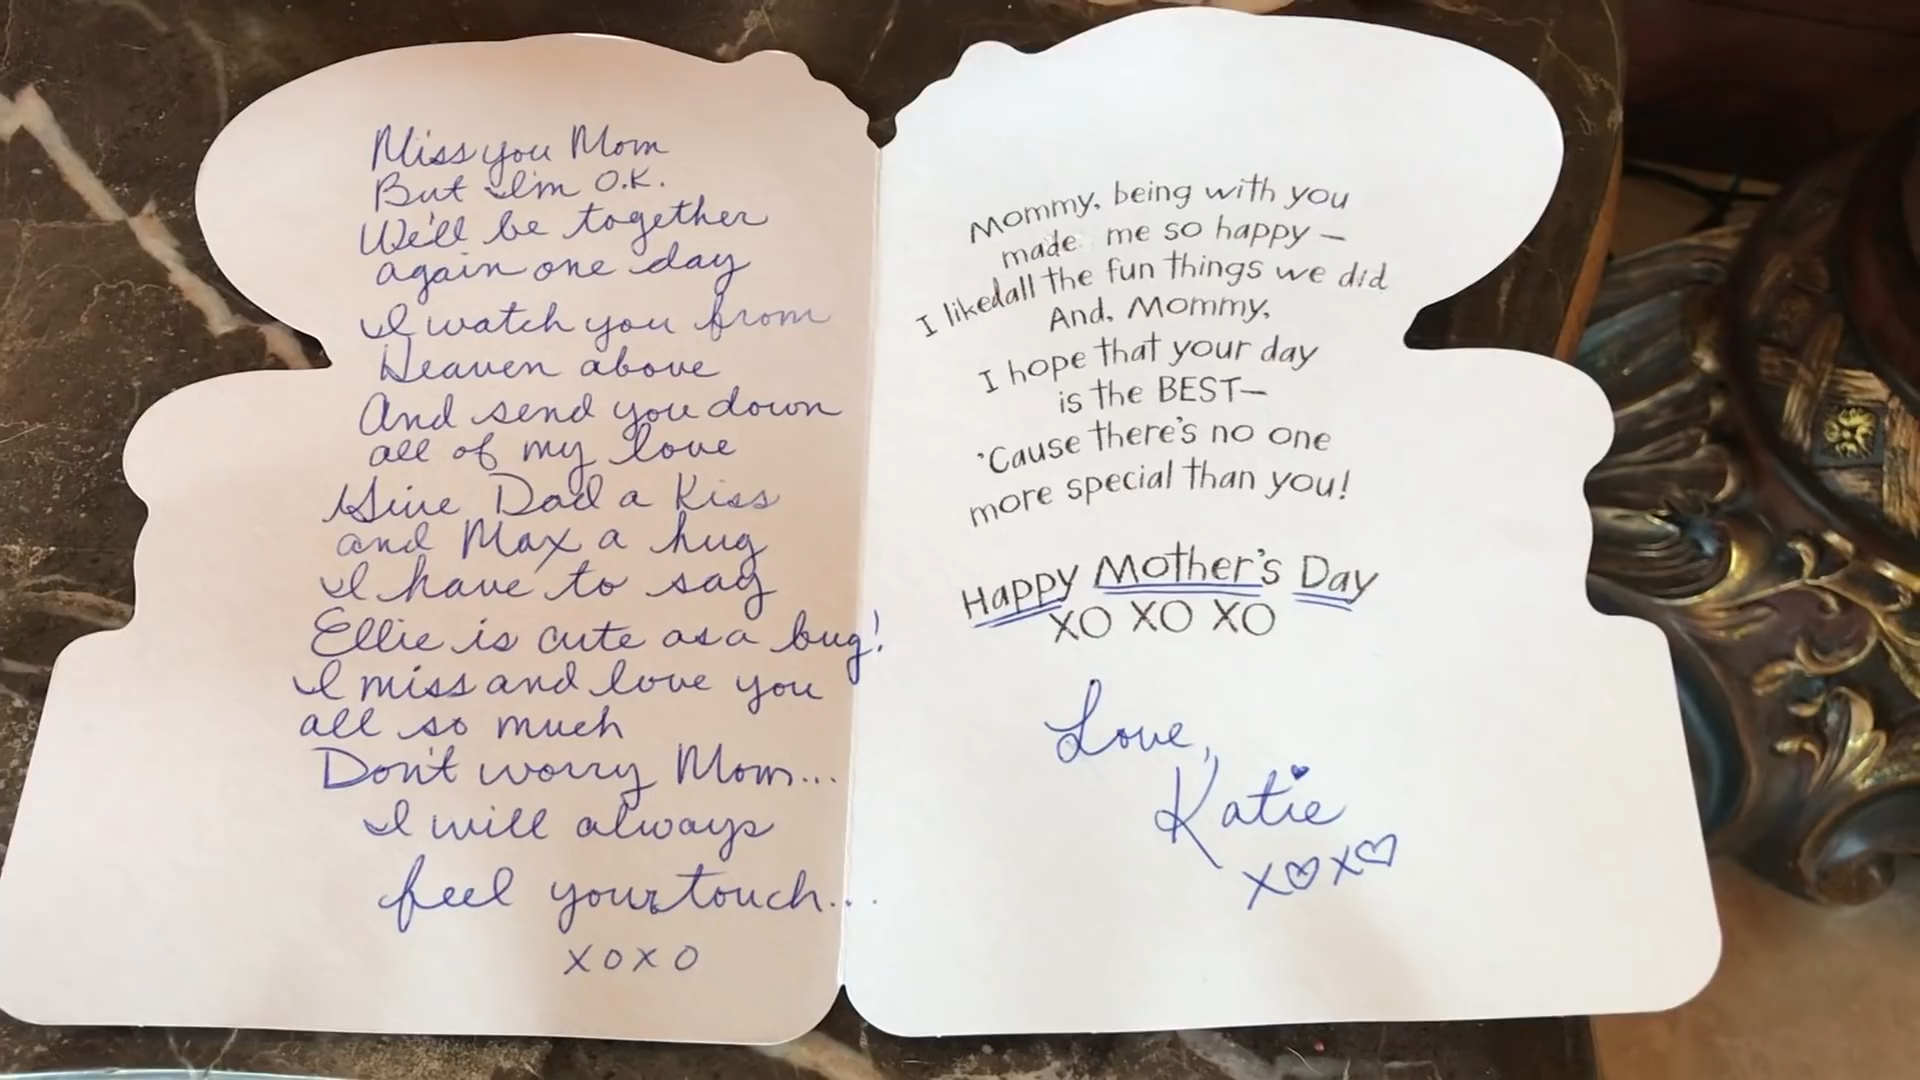 Miss you Mom
But I'm O.K.
We'll be together
again one day
I watch you from
Heaven above
And send you down
all of my love
Give Dad a Kiss
and Max a hug
I have to say
Ellie is cute as a bug!
I miss and love you
all so much
Don't worry Mom...
I will always
feel your touch...
XOXO
Mommy, being with you
made me so happy —
I liked all the fun things we did
And, Mommy,
I hope that your day
is the BEST—
'Cause there's no one
more special than you!
Happy Mother's Day
XO XO XO
Love,
Katie
X♡X♡